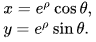 x = e^ρ cos θ,
y = e^ρ sin θ.